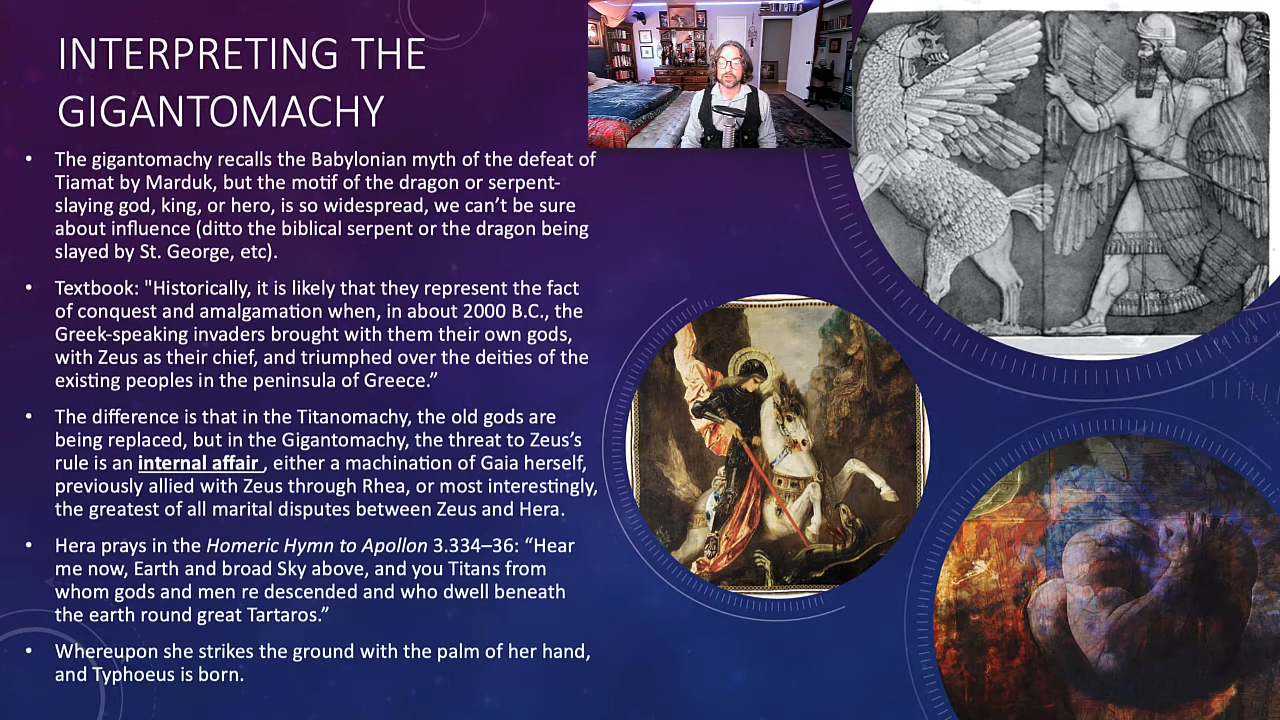 INTERPRETING THE
GIGANTOMACHY
• The gigantomachy recalls the Babylonian myth of the defeat of
Tiamat by Marduk, but the motif of the dragon or serpent-
slaying god, king, or hero, is so widespread, we can't be sure
about influence (ditto the biblical serpent or the dragon being
slayed by St. George, etc).
• Textbook: "Historically, it is likely that they represent the fact
of conquest and amalgamation when, in about 2000 B.C., the
Greek-speaking invaders brought with them their own gods,
with Zeus as their chief, and triumphed over the deities of the
existing peoples in the peninsula of Greece.”
• The difference is that in the Titanomachy, the old gods are
being replaced, but in the Gigantomachy, the threat to Zeus's
rule is an internal affair , either a machination of Gaia herself,
previously allied with Zeus through Rhea, or most interestingly,
the greatest of all marital disputes between Zeus and Hera.
• Hera prays in the Homeric Hymn to Apollon 3.334–36: “Hear
me now, Earth and broad Sky above, and you Titans from
whom gods and men re descended and who dwell beneath
the earth round great Tartaros.”
• Whereupon she strikes the ground with the palm of her hand,
and Typhoeus is born.